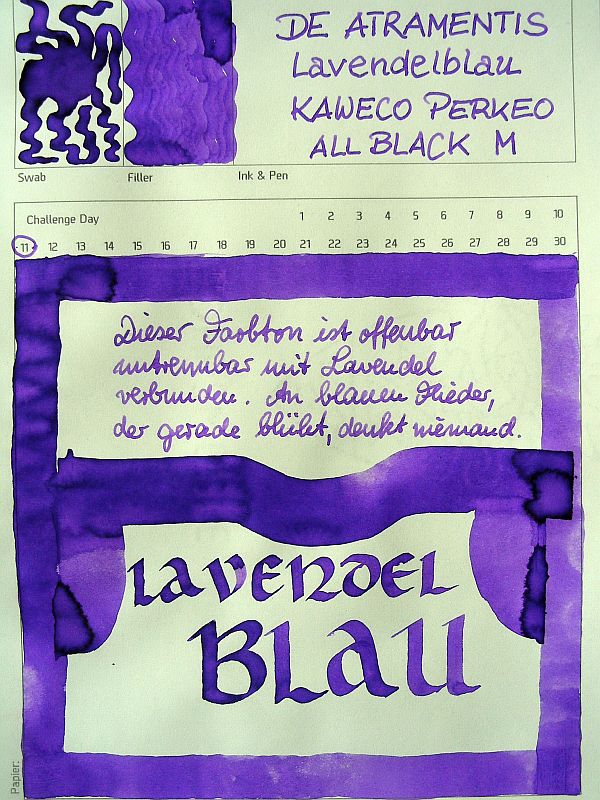 DE ATRAMENTIS
Lavendelblau
KAWECO PERKEO
ALL BLACK M
Swab Filler Ink & Pen
Challenge Day 1 2 3 4 5 6 7 8 9 10
11 12 13 14 15 16 17 18 19 20 21 22 23 24 25 26 27 28 29 30
Dieser Farbton ist offenbar
untrennbar mit Lavendel
verbunden. An blauen Flieder,
der gerade blüht, denkt niemand.
LAVENDEL
BLAU
Papier: